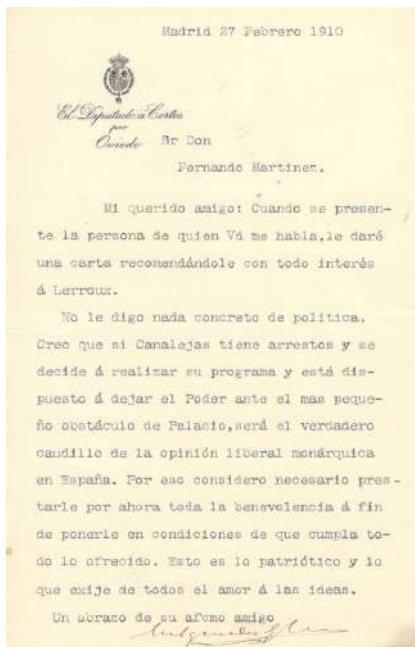 Madrid 27 Febrero 1910
El Diputado à Cortes
por
Oviedo
Sr Don
Fernando Martinez.
Mi querido amigo: Cuando se presen-
te la persona de quien Vd me habla,le daré
una carta recomendándole con todo interés
á Lerroux.
No le digo nada concreto de politica.
Creo que si Canalejas tiene arrestos y se
decide á realizar su programa y está dis-
puesto á dejar el Poder ante el mas peque-
ño obstáculo de Palacio,será el verdadero
caudillo de la opinión liberal monárquica
en España. Por eso considero necesario pres-
tarle por ahora toda la benevolencia á fin
de ponerle en condiciones de que cumpla to-
do lo ofrecido. Esto es lo patriótico y lo
que exije de todos el amor á las ideas.
Un abrazo de su afcmo amigo